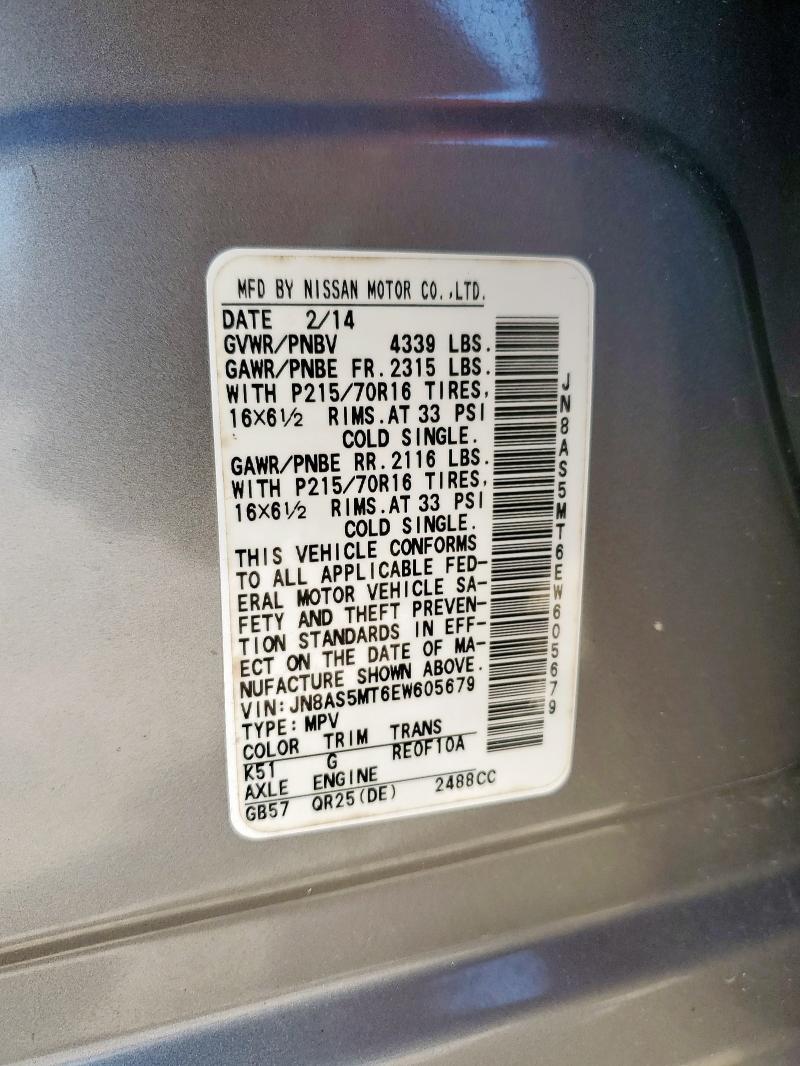 MFD BY NISSAN MOTOR CO.,LTD.
DATE 2/14
GVWR/PNBV 4339 LBS.
GAWR/PNBE FR.2315 LBS.
WITH P215/70R16 TIRES,
16×6½ RIMS.AT 33 PSI
COLD SINGLE.
GAWR/PNBE RR.2116 LBS.
WITH P215/70R16 TIRES,
16×6½ RIMS.AT 33 PSI
COLD SINGLE.
THIS VEHICLE CONFORMS
TO ALL APPLICABLE FED-
ERAL MOTOR VEHICLE SA-
FETY AND THEFT PREVEN-
TION STANDARDS IN EFF-
ECT ON THE DATE OF MA-
NUFACTURE SHOWN ABOVE.
VIN:JN8AS5MT6EW605679
TYPE:MPV
COLOR TRIM TRANS
K51 G RE0F10A
AXLE ENGINE
GB57 QR25(DE) 2488CC
JN8AS5MT6EW605679